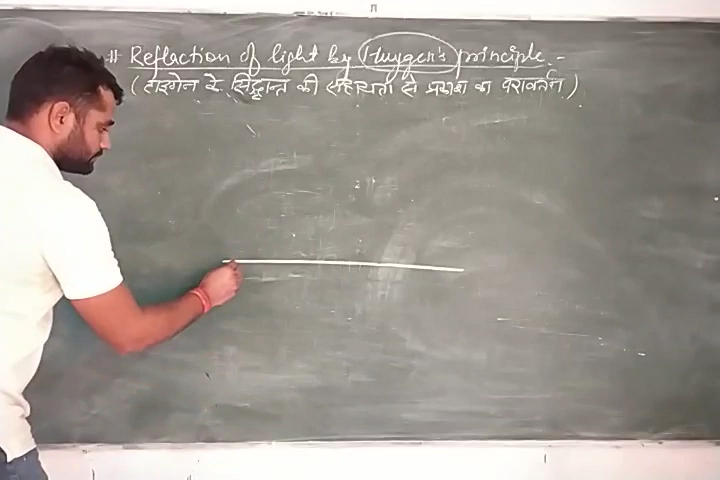 # Reflection of light by Huygen's principle.-
(हाइगेन के सिद्धान्त की सहायता से प्रकाश का परावर्तन)